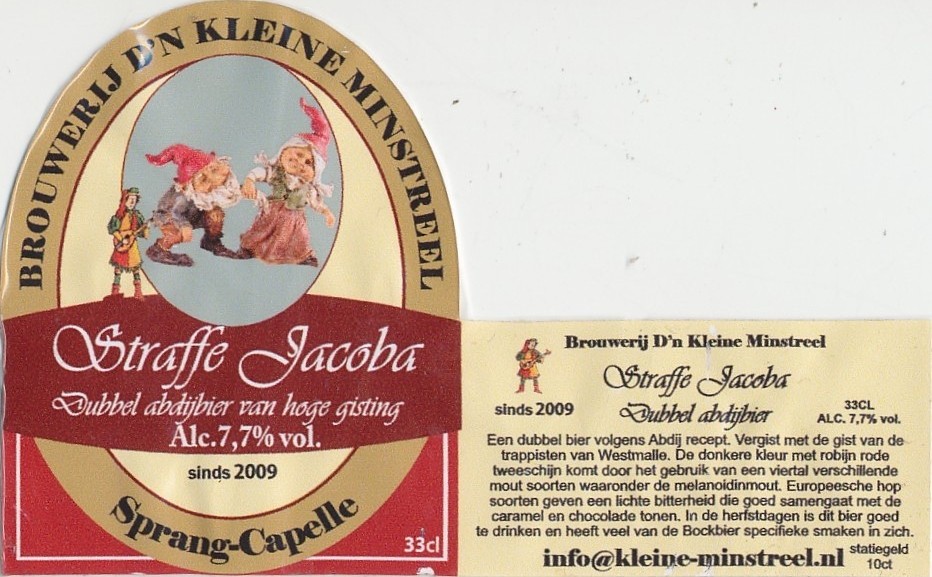 BROUWERIJ D'N KLEINE MINSTREEL
Straffe Jacoba
Dubbel abdijbier van hoge gisting
Alc.7,7% vol.
sinds 2009
Sprang-Capelle
33cl
Brouwerij D'n Kleine Minstreel
Straffe Jacoba
sinds 2009
Dubbel abdijbier
33CL
ALC. 7,7% vol.
Een dubbel bier volgens Abdij recept. Vergist met de gist van de
trappisten van Westmalle. De donkere kleur met robijn rode
tweeschijn komt door het gebruik van een viertal verschillende
mout soorten waaronder de melanoidinmout. Europeesche hop
soorten geven een lichte bitterheid die goed samengaat met de
caramel en chocolade tonen. In de herfstdagen is dit bier goed
te drinken en heeft veel van de Bockbier specifieke smaken in zich.
info@kleine-minstreel.nl
statiegeld
10ct